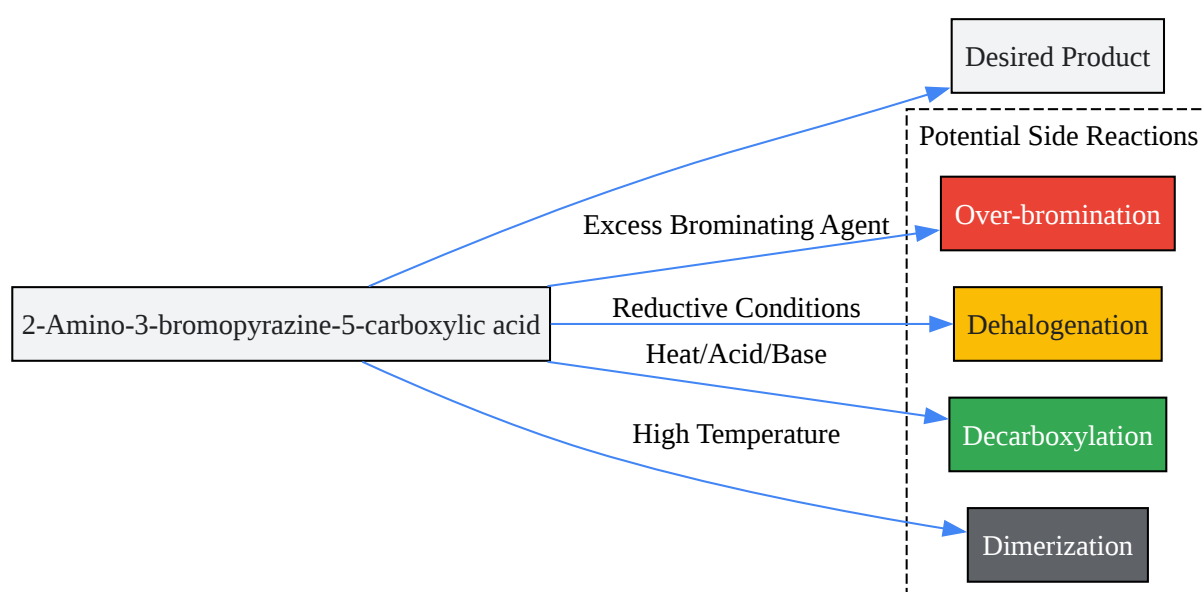 Desired Product
Potential Side Reactions
Excess Brominating Agent
Over-bromination
2-Amino-3-bromopyrazine-5-carboxylic acid
Reductive Conditions
Dehalogenation
Heat/Acid/Base
Decarboxylation
High Temperature
Dimerization